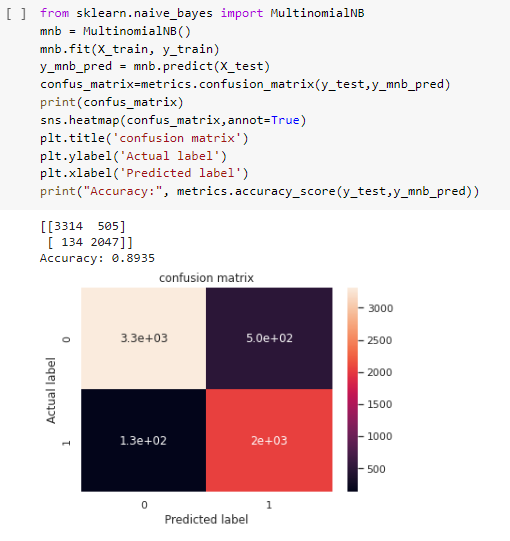 [ ] from sklearn.naive_bayes import MultinomialNB
mnb = MultinomialNB()
mnb.fit(X_train, y_train)
y_mnb_pred = mnb.predict(X_test)
confus_matrix=metrics.confusion_matrix(y_test,y_mnb_pred)
print(confus_matrix)
sns.heatmap(confus_matrix,annot=True)
plt.title('confusion matrix')
plt.ylabel('Actual label')
plt.xlabel('Predicted label')
print("Accuracy:", metrics.accuracy_score(y_test,y_mnb_pred))
[[3314  505]
 [ 134 2047]]
Accuracy: 0.8935
confusion matrix
Actual label
0
1
3.3e+03 5.0e+02
1.3e+02 2e+03
0 1
Predicted label
3000
2500
2000
1500
1000
500